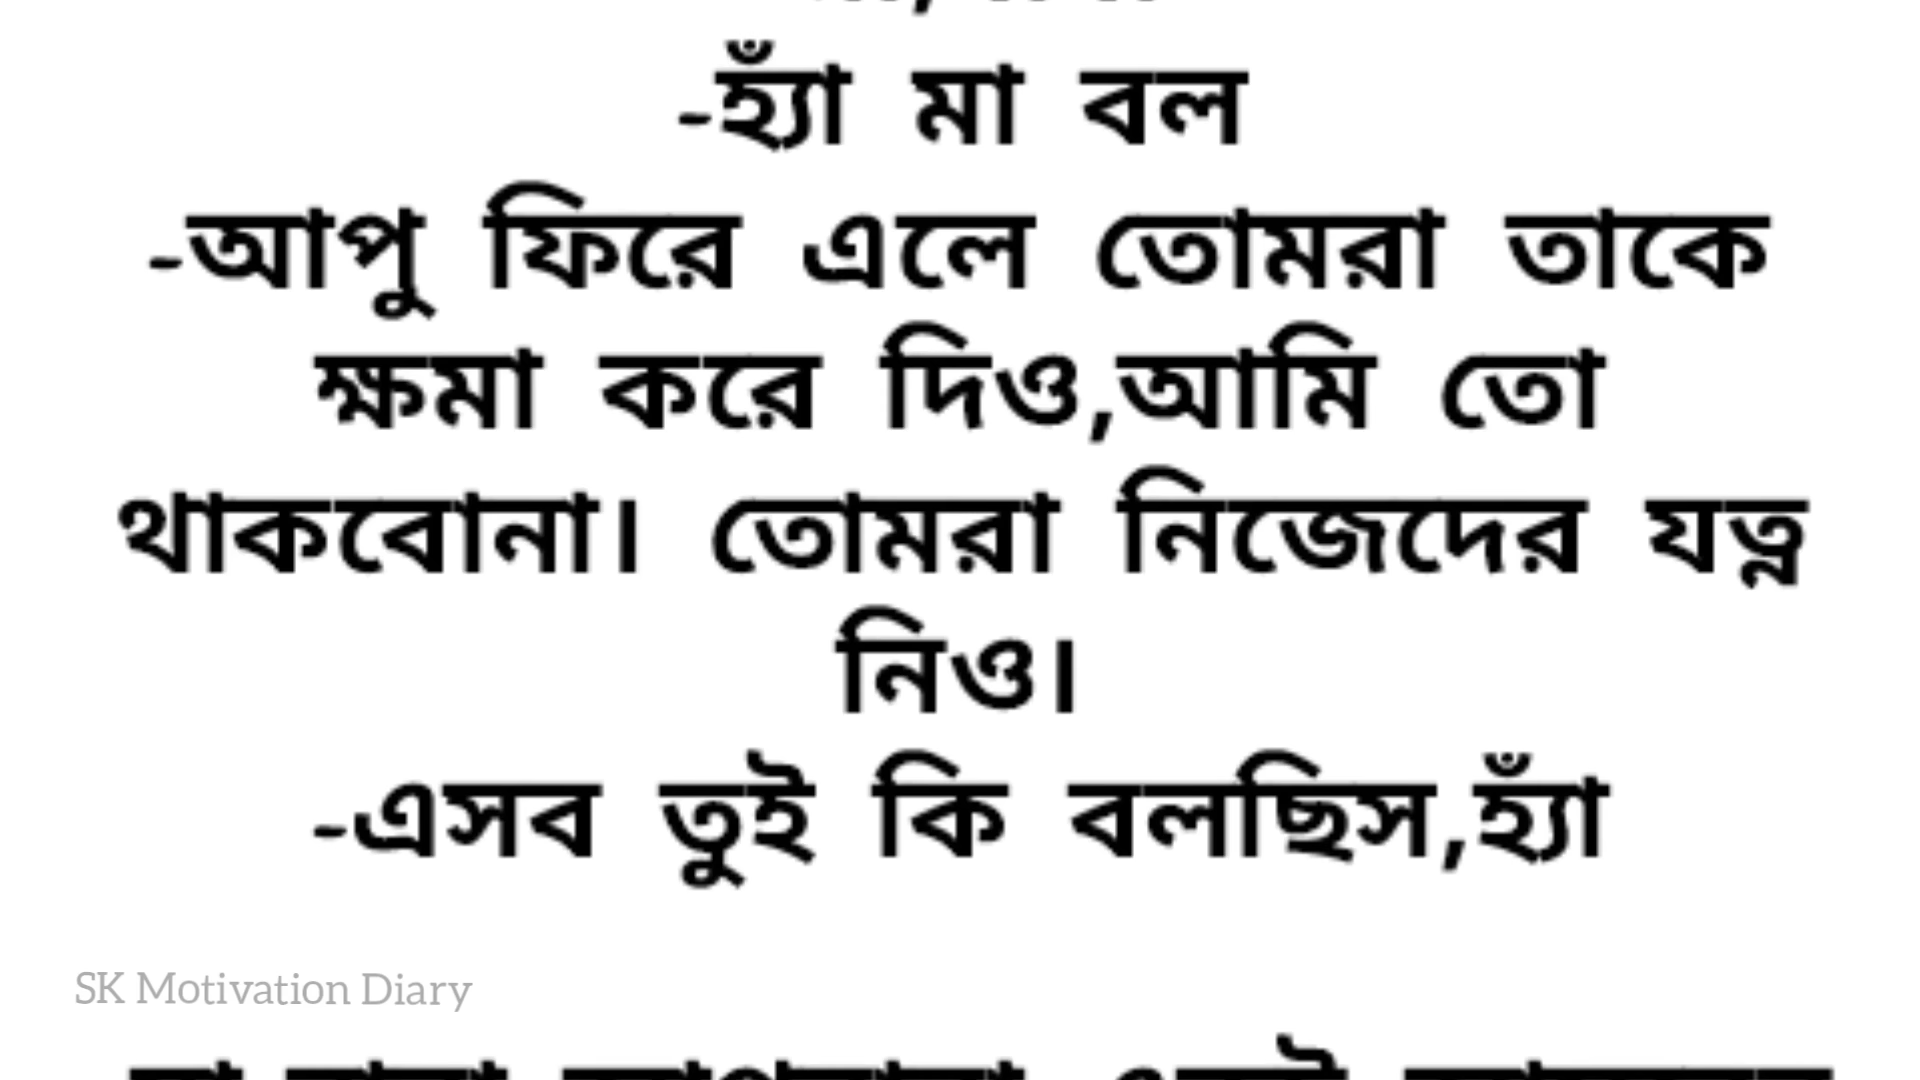 -হ্যাঁ মা বল
-আপু ফিরে এলে তোমরা তাকে
ক্ষমা করে দিও,আমি তো
থাকবোনা। তোমরা নিজেদের যত্ন
নিও।
-এসব তুই কি বলছিস,হ্যাঁ
SK Motivation Diary